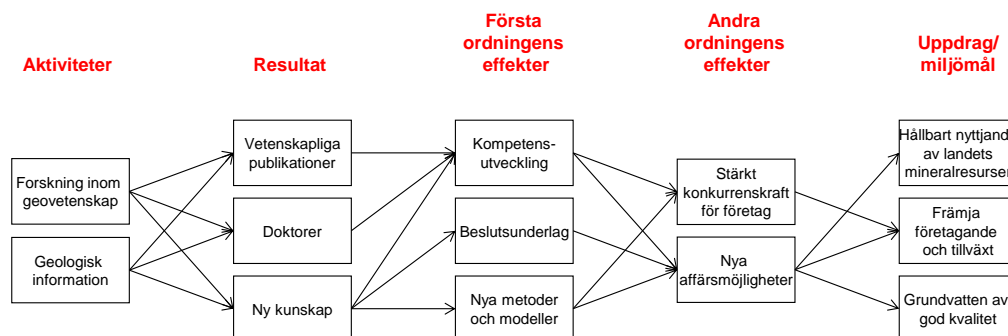 Aktiviteter
Resultat
Första
ordningens
effekter
Andra
ordningens
effekter
Uppdrag/
miljömål
Forskning inom
geovetenskap
Geologisk
information
Vetenskapliga
publikationer
Doktorer
Ny kunskap
Kompetens-
utveckling
Beslutsunderlag
Nya metoder
och modeller
Stärkt
konkurrenskraft
för företag
Nya
affärsmöjligheter
Hållbart nyttjand
av landets
mineralresurser
Främja
företagande
och tillväxt
Grundvatten av
god kvalitet